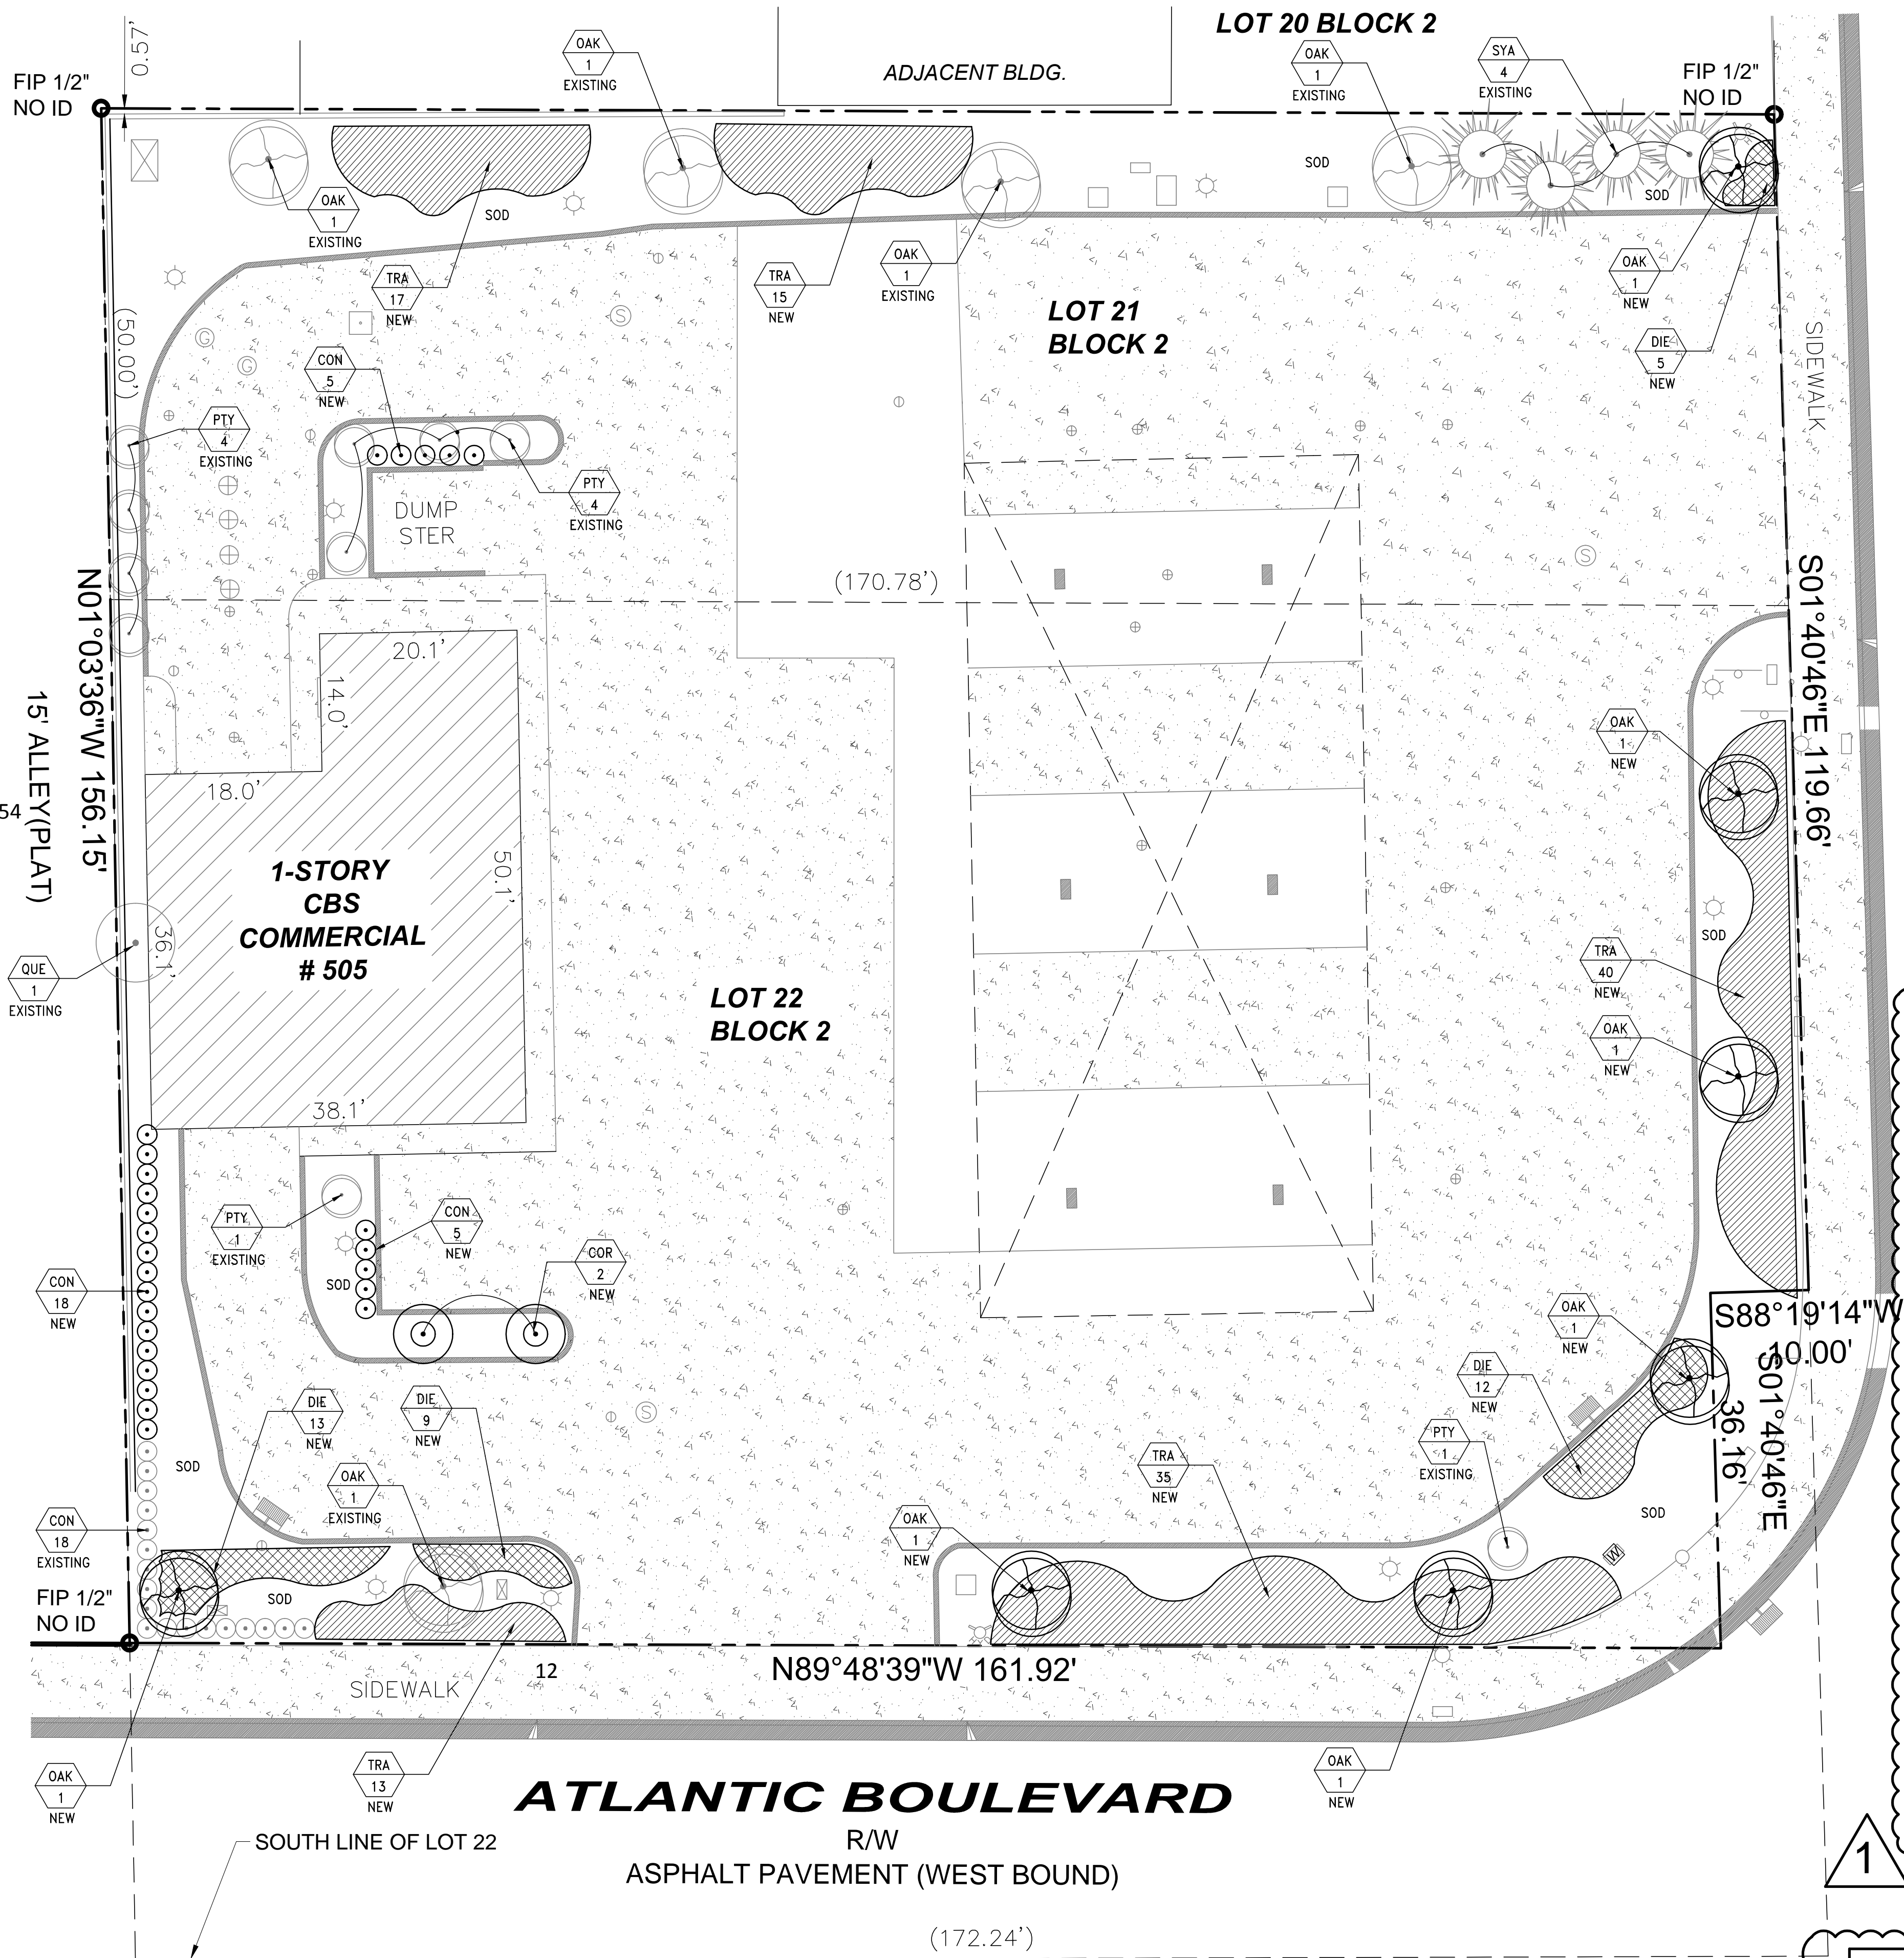 LOT 20 BLOCK 2
0.57'
OAK
1
EXISTING
ADJACENT BLDG.
OAK
1
EXISTING
SYA
4
EXISTING
FIP 1/2"
NO ID
FIP 1/2"
NO ID
SOD
SOD
SOD
OAK
1
EXISTING
TRA
17
NEW
TRA
15
NEW
OAK
1
EXISTING
OAK
1
NEW
DIE
5
NEW
LOT 21
BLOCK 2
SIDEWALK
(50.00')
G
G
S
CON
5
NEW
PTY
4
EXISTING
PTY
4
EXISTING
DUMP
STER
S
(170.78')
N01°03'36"W 156.15'
S01°40'46"E 119.66'
15' ALLEY(PLAT)
54
20.1'
14.0'
18.0'
50.1'
36.1'
38.1'
1-STORY
CBS
COMMERCIAL
# 505
OAK
1
NEW
SOD
TRA
40
NEW
OAK
1
NEW
QUE
1
EXISTING
LOT 22
BLOCK 2
PTY
1
EXISTING
CON
5
NEW
COR
2
NEW
SOD
CON
18
NEW
OAK
1
NEW
S88°19'14"W
10.00'
S01°40'46"E
36.16'
DIE
12
NEW
DIE
13
NEW
DIE
9
NEW
S
PTY
1
EXISTING
TRA
35
NEW
SOD
OAK
1
EXISTING
OAK
1
NEW
SOD
W
CON
18
EXISTING
FIP 1/2"
NO ID
SOD
12
N89°48'39"W 161.92'
SIDEWALK
OAK
1
NEW
TRA
13
NEW
OAK
1
NEW
ATLANTIC BOULEVARD
R/W
ASPHALT PAVEMENT (WEST BOUND)
SOUTH LINE OF LOT 22
1
(172.24')